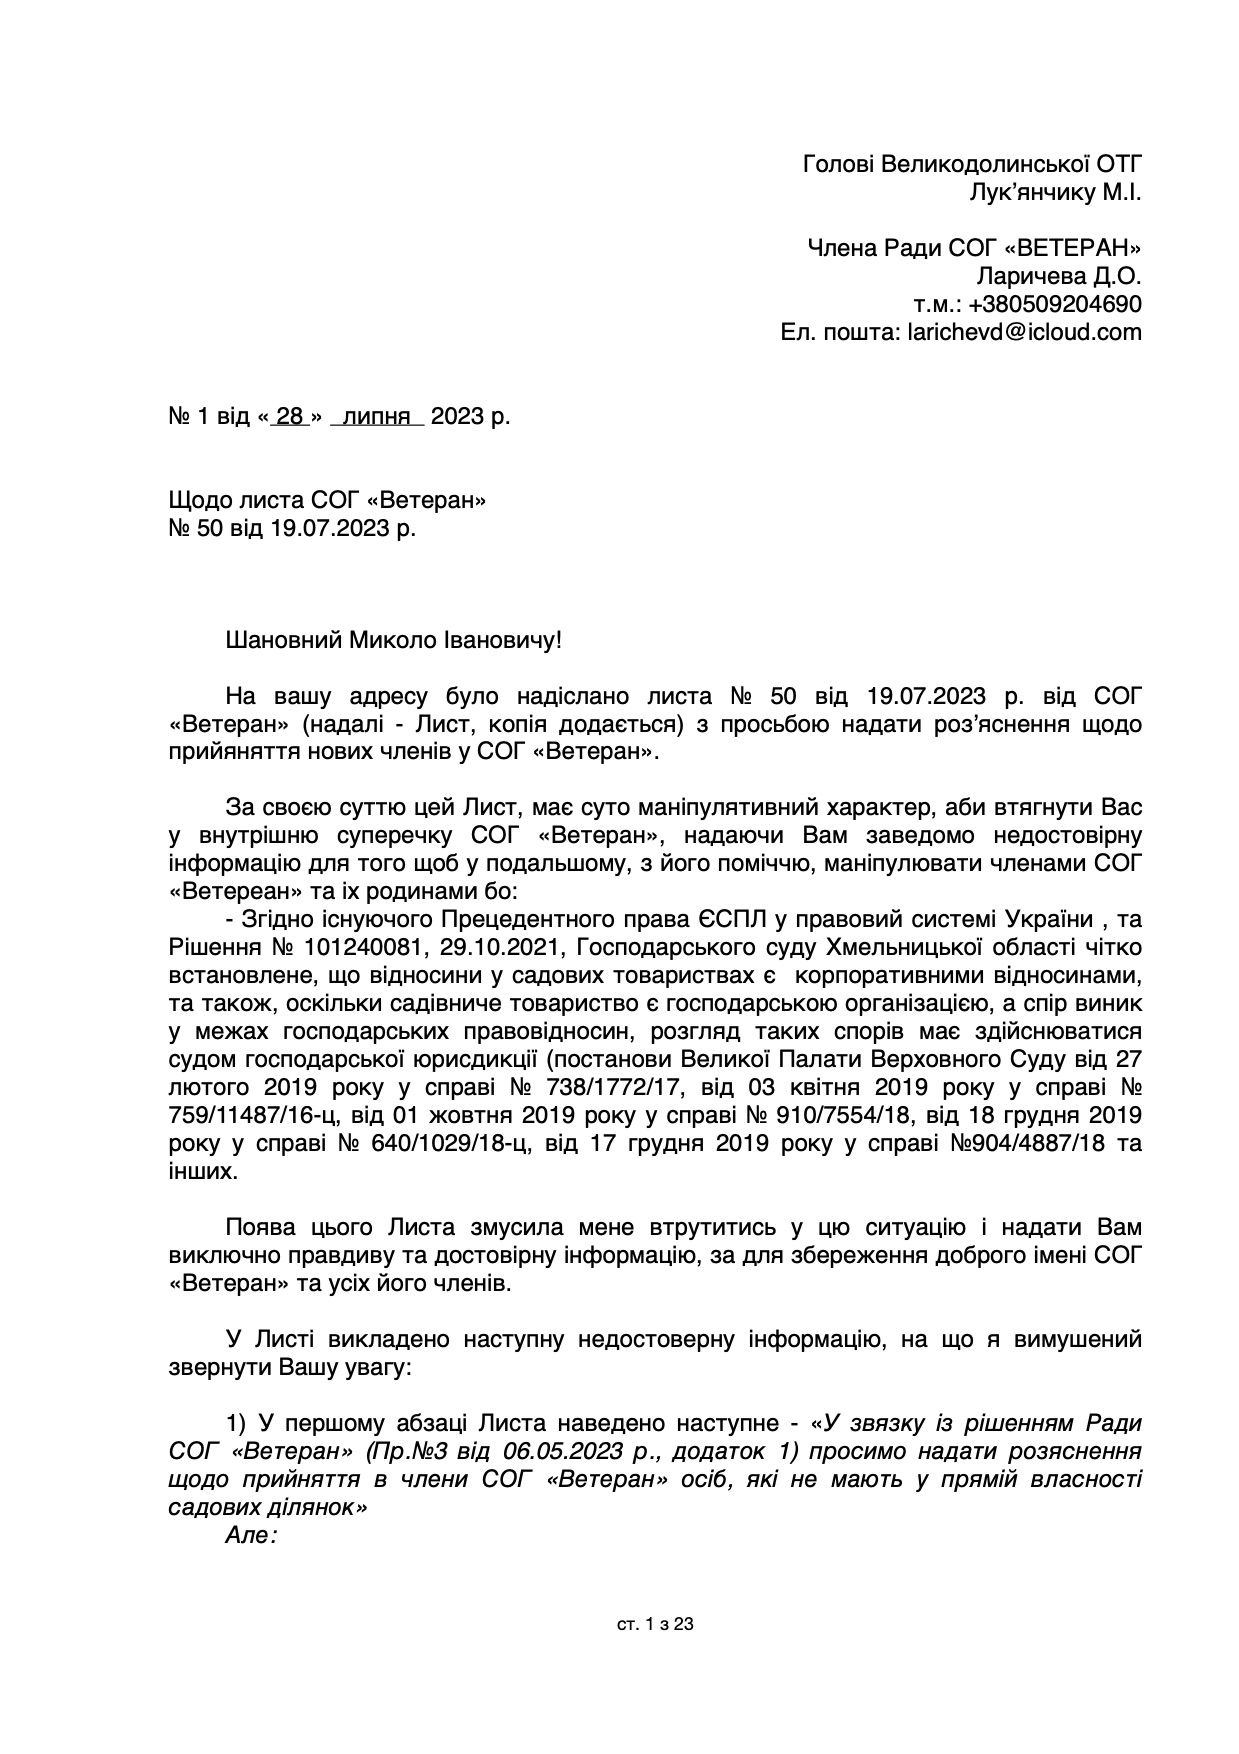 Голові Великодолинської ОТГ
Лук’янчику М.І.
Члена Ради СОГ «ВЕТЕРАН»
Ларичева Д.О.
т.м.: +380509204690
Ел. пошта: larichevd@icloud.com
№ 1 від « 28 » липня 2023 р.
Щодо листа СОГ «Ветеран»
№ 50 від 19.07.2023 р.
Шановний Миколо Івановичу!
На вашу адресу було надіслано листа № 50 від 19.07.2023 р. від СОГ
«Ветеран» (надалі - Лист, копія додається) з просьбою надати роз’яснення щодо
прийяняття нових членів у СОГ «Ветеран».
За своєю суттю цей Лист, має суто маніпулятивний характер, аби втягнути Вас
у внутрішню суперечку СОГ «Ветеран», надаючи Вам заведомо недостовірну
інформацію для того щоб у подальшому, з його поміччю, маніпулювати членами СОГ
«Ветереан» та іх родинами бо:
- Згідно існуючого Прецедентного права ЄСПЛ у правовий системі України , та
Рішення № 101240081, 29.10.2021, Господарського суду Хмельницької області чітко
встановлене, що відносини у садових товариствах є корпоративними відносинами,
та також, оскільки садівниче товариство є господарською організацією, а спір виник
у межах господарських правовідносин, розгляд таких спорів має здійснюватися
судом господарської юрисдикції (постанови Великої Палати Верховного Суду від 27
лютого 2019 року у справі № 738/1772/17, від 03 квітня 2019 року у справі №
759/11487/16-ц, від 01 жовтня 2019 року у справі № 910/7554/18, від 18 грудня 2019
року у справі № 640/1029/18-ц, від 17 грудня 2019 року у справі №904/4887/18 та
інших.
Поява цього Листа змусила мене втрутитись у цю ситуацію і надати Вам
виключно правдиву та достовірну інформацію, за для збереження доброго імені СОГ
«Ветеран» та усіх його членів.
У Листі викладено наступну недостоверну інформацію, на що я вимушений
звернути Вашу увагу:
1) У першому абзаці Листа наведено наступне - «У звязку із рішенням Ради
СОГ «Ветеран» (Пр.№3 від 06.05.2023 р., додаток 1) просимо надати розяснення
щодо прийняття в члени СОГ «Ветеран» осіб, які не мають у прямій власності
садових ділянок»
Але:
ст. 1 з 23